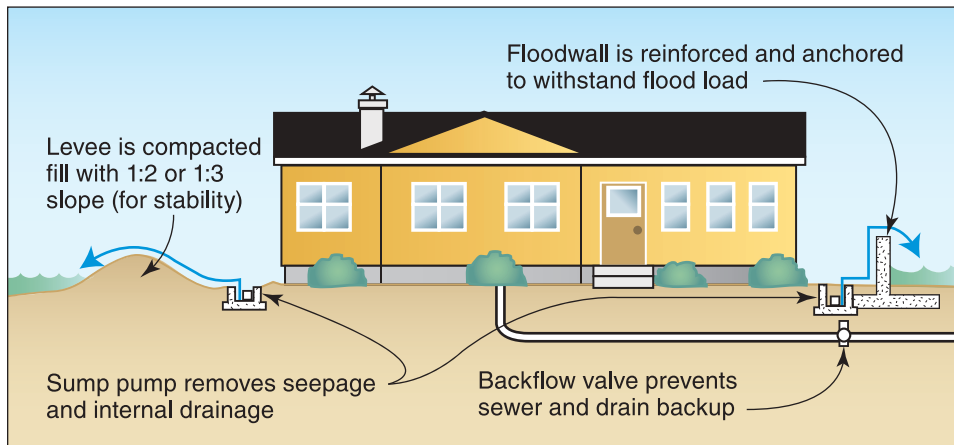 Floodwall is reinforced and anchored
to withstand flood load
Levee is compacted
fill with 1:2 or 1:3
slope (for stability)
Sump pump removes seepage
and internal drainage
Backflow valve prevents
sewer and drain backup